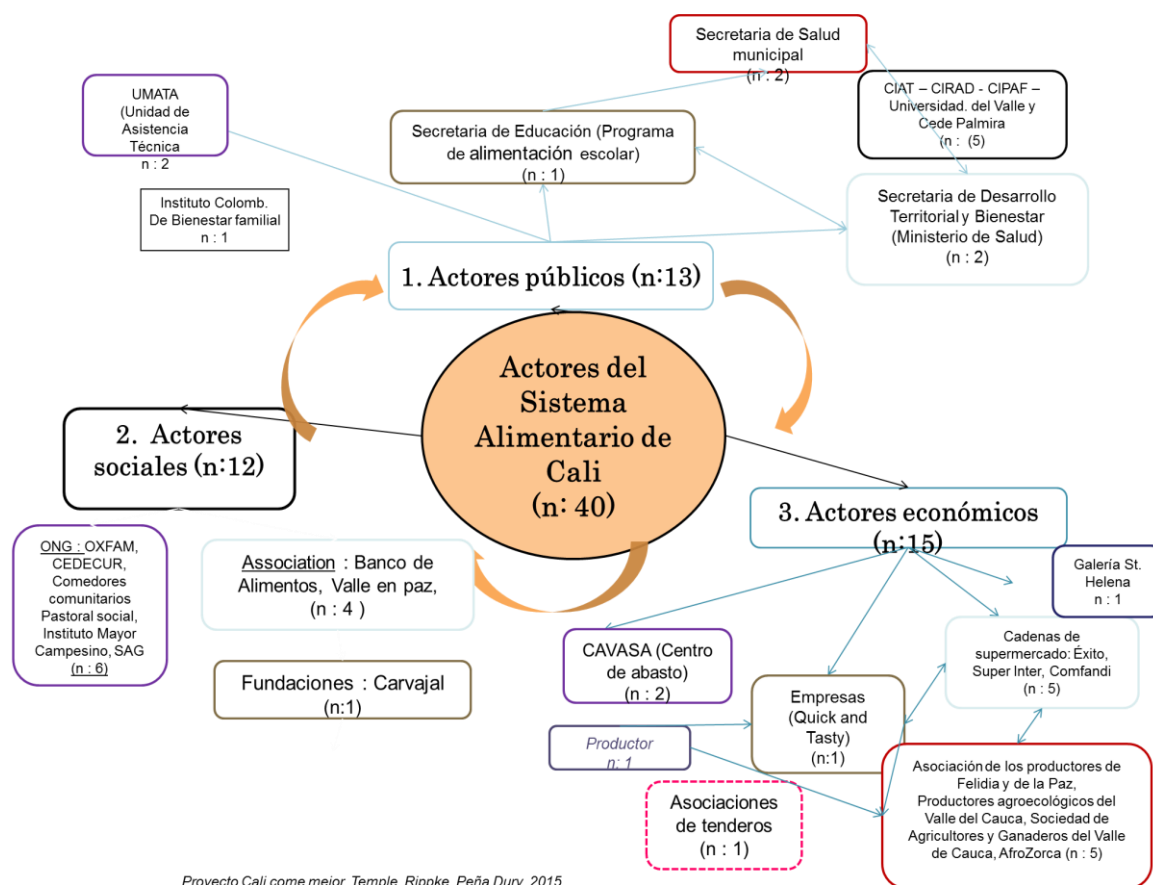 Secretaria de Salud
municipal
(n : 2)
UMATA
(Unidad de
Asistencia
Técnica
n : 2
CIAT – CIRAD - CIPAF –
Universidad. del Valle y
Cede Palmira
(n : (5)
Secretaria de Educación (Programa
de alimentación escolar)
(n : 1)
Instituto Colomb.
De Bienestar familial
n : 1
Secretaria de Desarrollo
Territorial y Bienestar
(Ministerio de Salud)
(n : 2)
1. Actores públicos (n:13)
Actores del
Sistema
Alimentario de
Cali
(n: 40)
2. Actores
sociales (n:12)
3. Actores económicos
(n:15)
ONG : OXFAM,
CEDECUR,
Comedores
comunitarios
Pastoral social,
Instituto Mayor
Campesino, SAG
(n : 6)
Association : Banco de
Alimentos, Valle en paz,
(n : 4 )
Fundaciones : Carvajal
(n:1)
Galería St.
Helena
n : 1
CAVASA (Centro
de abasto)
(n : 2)
Cadenas de
supermercado: Éxito,
Super Inter, Comfandi
(n : 5)
Empresas
(Quick and
Tasty)
(n:1)
Productor
n: 1
Asociaciones
de tenderos
(n : 1)
Asociación de los productores de
Felidia y de la Paz,
Productores agroecológicos del
Valle del Cauca, Sociedad de
Agricultores y Ganaderos del Valle
de Cauca, AfroZorca (n : 5)
Proyecto Cali come mejor, Temple, Rippke, Peña Dury, 2015